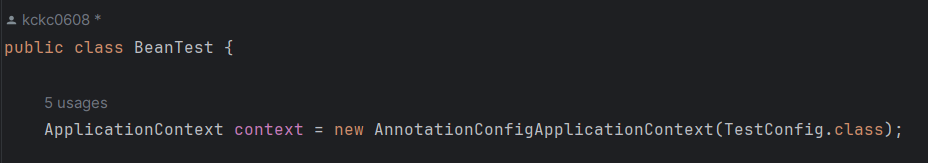 kckc0608 *
public class BeanTest {
5 usages
ApplicationContext context = new AnnotationConfigApplicationContext(TestConfig.class);